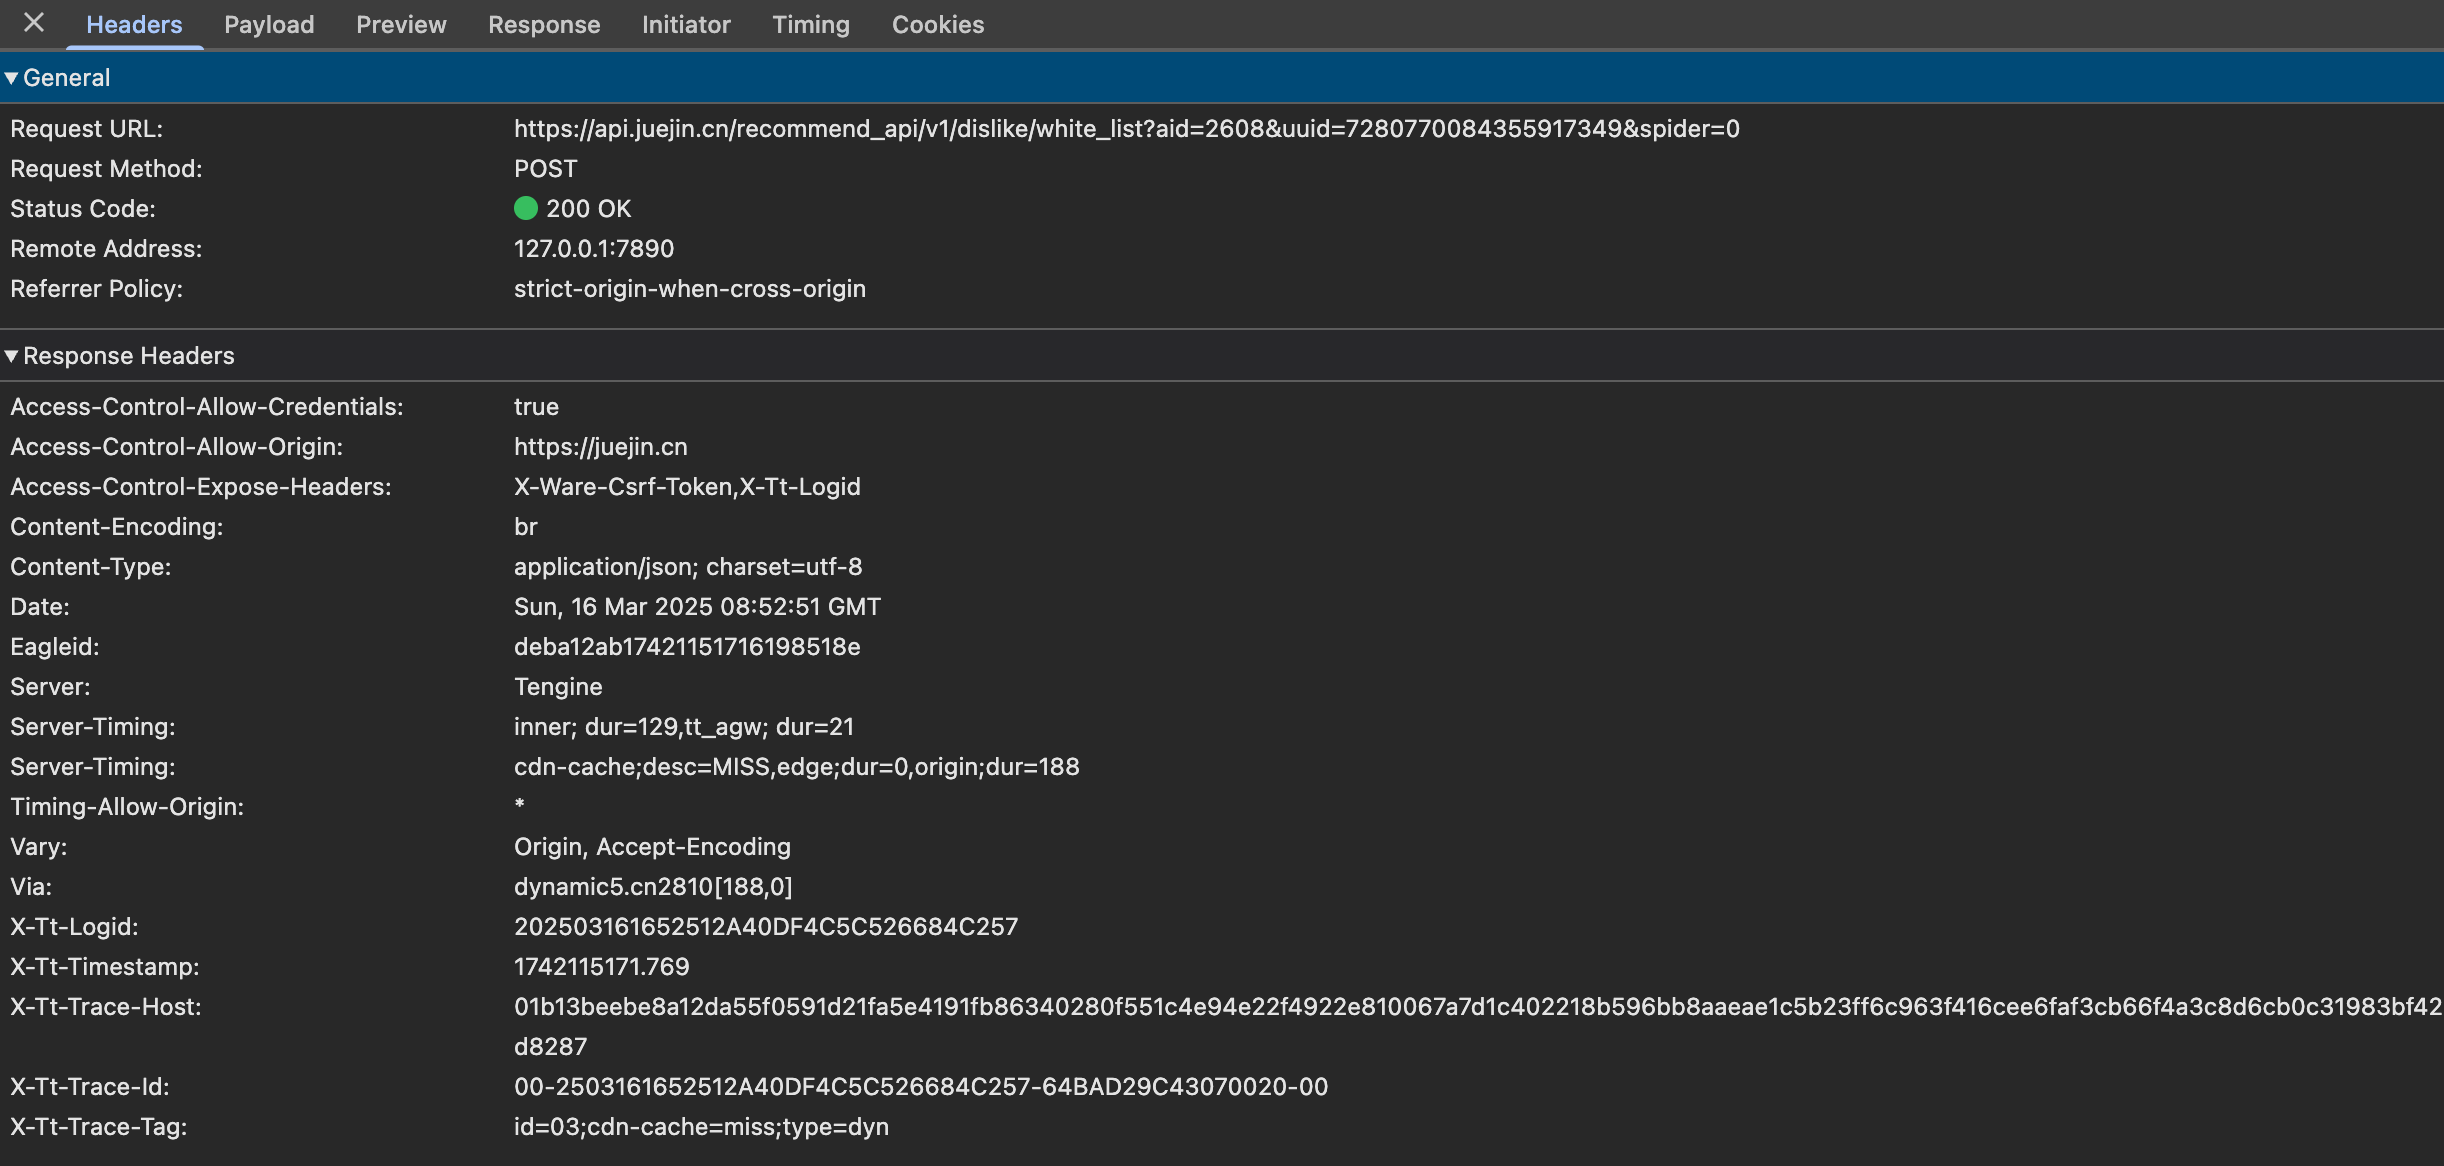 Headers Payload Preview Response Initiator Timing Cookies
General
Request URL: https://api.juejin.cn/recommend_api/v1/dislike/white_list?aid=2608&uuid=7280770084355917349&spider=0
Request Method: POST
Status Code: 200 OK
Remote Address: 127.0.0.1:7890
Referrer Policy: strict-origin-when-cross-origin
Response Headers
Access-Control-Allow-Credentials: true
Access-Control-Allow-Origin: https://juejin.cn
Access-Control-Expose-Headers: X-Ware-Csrf-Token,X-Tt-Logid
Content-Encoding: br
Content-Type: application/json; charset=utf-8
Date: Sun, 16 Mar 2025 08:52:51 GMT
Eagleid: deba12ab17421151716198518e
Server: Tengine
Server-Timing: inner; dur=129,tt_agw; dur=21
Server-Timing: cdn-cache;desc=MISS,edge;dur=0,origin;dur=188
Timing-Allow-Origin: *
Vary: Origin, Accept-Encoding
Via: dynamic5.cn2810[188,0]
X-Tt-Logid: 202503161652512A40DF4C5C526684C257
X-Tt-Timestamp: 1742115171.769
X-Tt-Trace-Host: 01b13beebe8a12da55f0591d21fa5e4191fb86340280f551c4e94e22f4922e810067a7d1c402218b596bb8aaeae1c5b23ff6c963f416cee6faf3cb66f4a3c8d6cb0c31983bf42
d8287
X-Tt-Trace-Id: 00-2503161652512A40DF4C5C526684C257-64BAD29C43070020-00
X-Tt-Trace-Tag: id=03;cdn-cache=miss;type=dyn